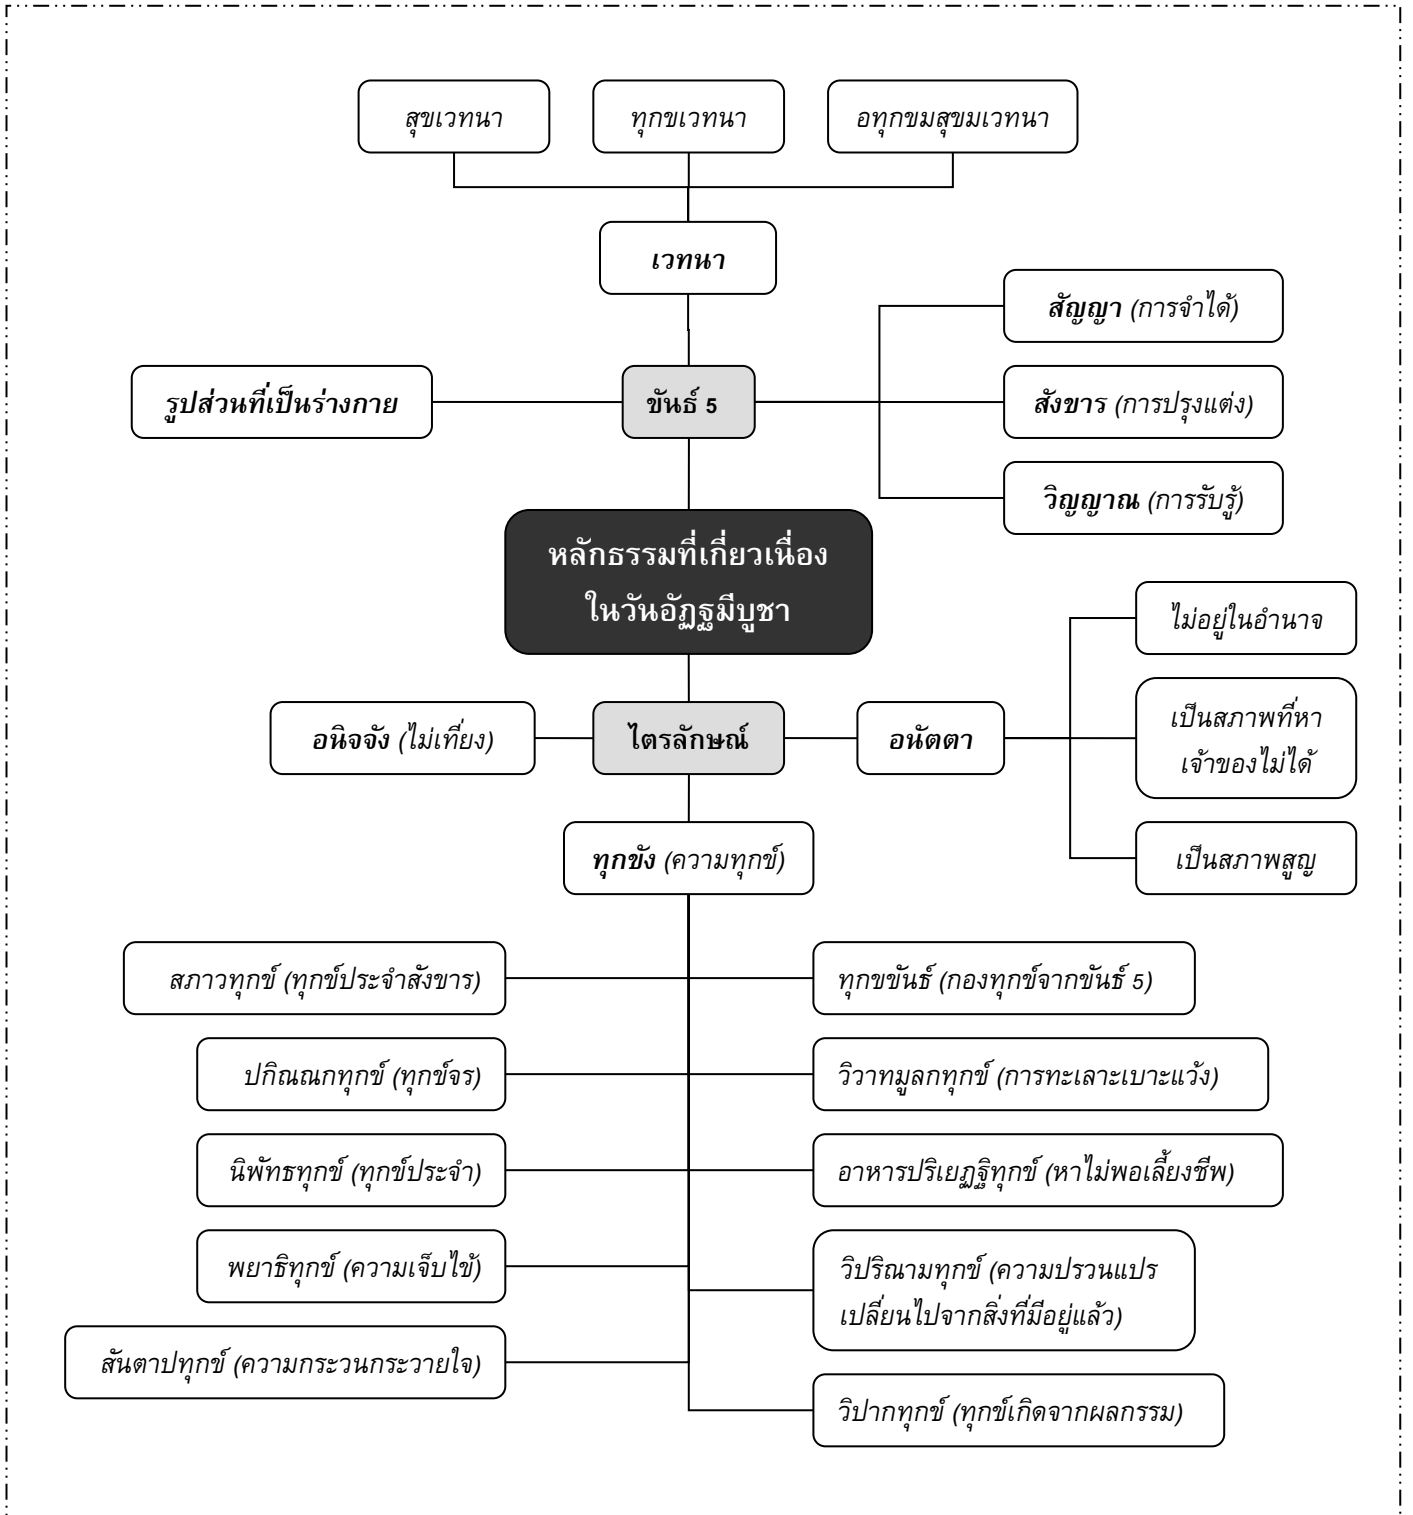 สุขเวทนา
ทุกขเวทนา
อทุกขมสุขมเวทนา
เวทนา
สัญญา (การจำได้)
รูปส่วนที่เป็นร่างกาย
ขันธ์ 5
สังขาร (การปรุงแต่ง)
วิญญาณ (การรับรู้)
หลักธรรมที่เกี่ยวเนื่อง
ในวันอัฏฐมีบูชา
ไม่อยู่ในอำนาจ
อนิจจัง (ไม่เที่ยง)
ไตรลักษณ์
อนัตตา
เป็นสภาพที่หา
เจ้าของไม่ได้
ทุกขัง (ความทุกข์)
เป็นสภาพสูญ
สภาวทุกข์ (ทุกข์ประจำสังขาร)
ทุกขขันธ์ (กองทุกข์จากขันธ์ 5)
ปกิณณกทุกข์ (ทุกข์จร)
วิวาทมูลกทุกข์ (การทะเลาะเบาะแว้ง)
นิพัทธทุกข์ (ทุกข์ประจำ)
อาหารปริเยฏฐิทุกข์ (หาไม่พอเลี้ยงชีพ)
พยาธิทุกข์ (ความเจ็บไข้)
วิปริณามทุกข์ (ความปรวนแปร
เปลี่ยนไปจากสิ่งที่มีอยู่แล้ว)
สันตาปทุกข์ (ความกระวนกระวายใจ)
วิปากทุกข์ (ทุกข์เกิดจากผลกรรม)